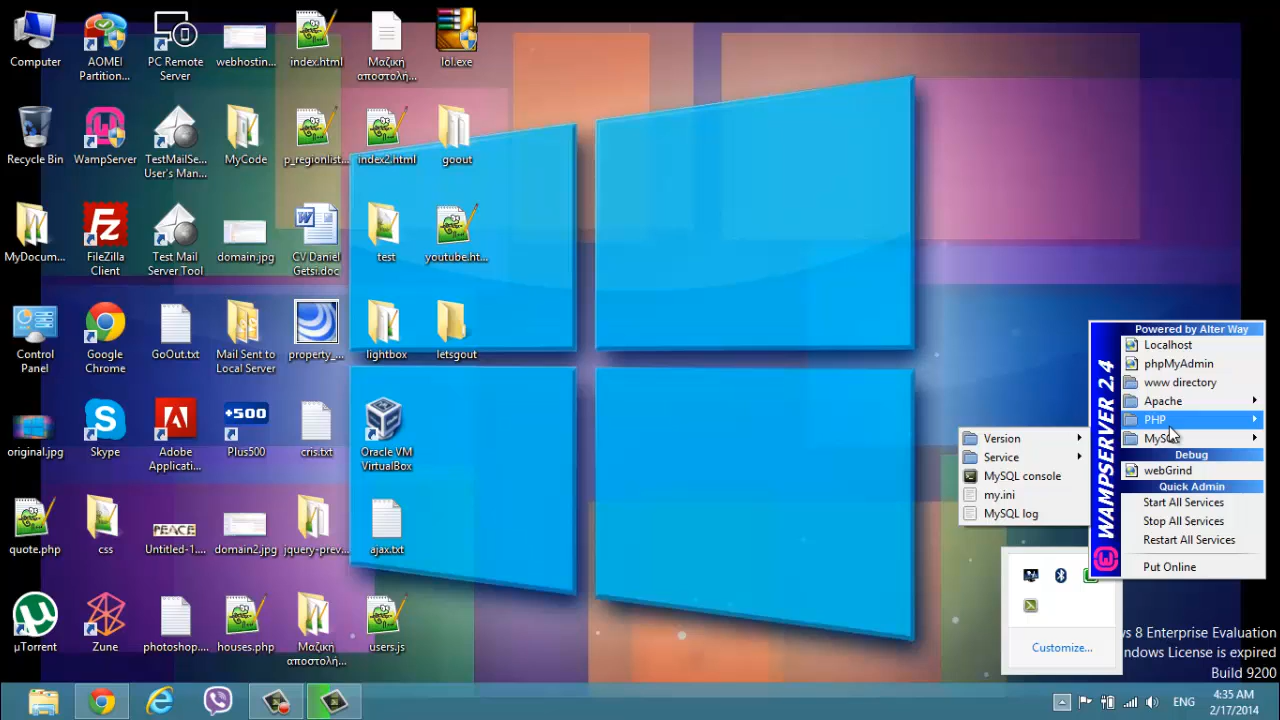 Computer
AOMEI
Partition...
PC Remote
Server
webhostin...
index.html
Μαζική
αποστολή...
lol.exe
Recycle Bin
WampServer
TestMailSe...
User's Man...
MyCode
p_regionlist...
index2.html
goout
MyDocum...
FileZilla
Client
Test Mail
Server Tool
domain.jpg
CV Daniel
Getsi.doc
test
youtube.ht...
Control
Panel
Google
Chrome
GoOut.txt
Mail Sent to
Local Server
property_...
lightbox
letsgout
original.jpg
Skype
Adobe
Applicati...
+500
Plus500
cris.txt
Oracle VM
VirtualBox
quote.php
css
PEACE
Untitled-1....
domain2.jpg
jquery-prev...
ajax.txt
µTorrent
Zune
photoshop....
houses.php
Μαζική
αποστολή...
users.js
WAMPSERVER 2.4
Powered by Alter Way
Localhost
phpMyAdmin
www directory
Apache
PHP
MySQL
Debug
webGrind
Quick Admin
Start All Services
Stop All Services
Restart All Services
Put Online
Version
Service
MySQL console
my.ini
MySQL log
Customize...
8 Enterprise Evaluation
License is expired
Build 9200
ENG
4:35 AM
2/17/2014